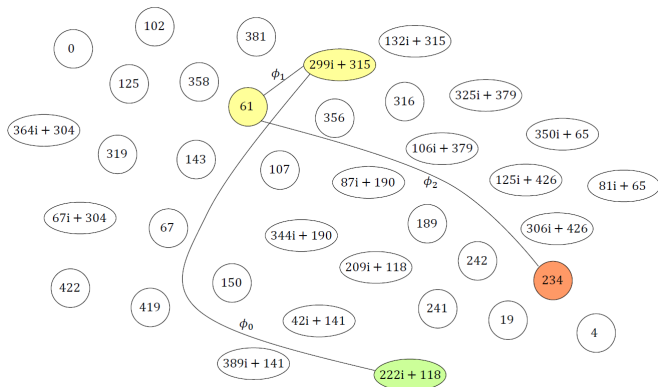 102
0
381
132i + 315
299i + 315
ϕ₁
125
358
61
356
316
325i + 379
364i + 304
350i + 65
106i + 379
319
143
107
87i + 190
ϕ₂
125i + 426
81i + 65
67i + 304
67
189
306i + 426
344i + 190
209i + 118
242
422
150
234
419
241
19
4
42i + 141
ϕ₀
389i + 141
222i + 118